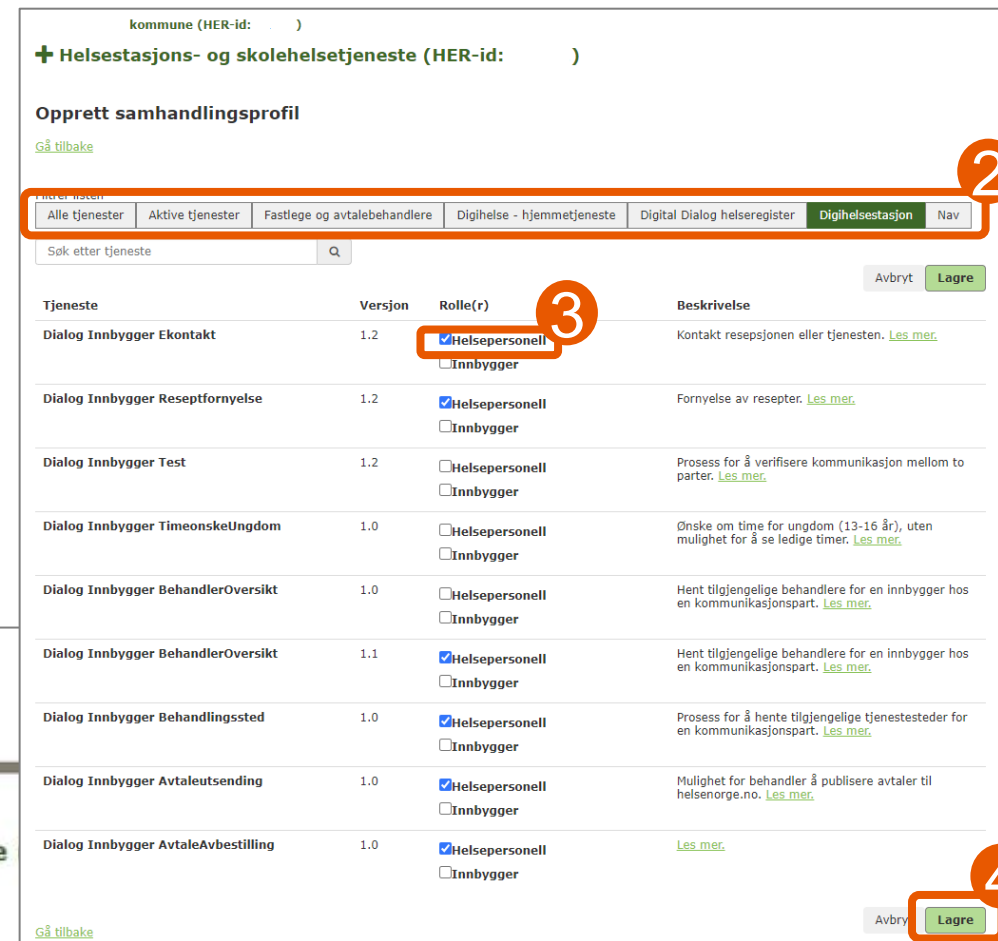 kommune (HER-id: )
Helsestasjons- og skolehelsetjeneste (HER-id: )
Opprett samhandlingsprofil
Gå tilbake
2
Filtrer listen
Alle tjenester Aktive tjenester Fastlege og avtalebehandlere Digihelse - hjemmetjeneste Digital Dialog helseregister Digihelsestasjon Nav
Søk etter tjeneste
Avbryt Lagre
Tjeneste Versjon Rolle(r) Beskrivelse
3
Dialog Innbygger Ekontakt 1.2 Helsepersonell Kontakt resepsjonen eller tjenesten. Les mer.
Innbygger
Dialog Innbygger Reseptfornyelse 1.2 Helsepersonell Fornyelse av resepter. Les mer.
Innbygger
Dialog Innbygger Test 1.2 Helsepersonell Prosess for å verifisere kommunikasjon mellom to
parter. Les mer.
Innbygger
Dialog Innbygger TimeonskeUngdom 1.0 Helsepersonell Ønske om time for ungdom (13-16 år), uten
mulighet for å se ledige timer. Les mer.
Innbygger
Dialog Innbygger BehandlerOversikt 1.0 Helsepersonell Hent tilgjengelige behandlere for en innbygger hos
en kommunikasjonspart. Les mer.
Innbygger
Dialog Innbygger BehandlerOversikt 1.1 Helsepersonell Hent tilgjengelige behandlere for en innbygger hos
en kommunikasjonspart. Les mer.
Innbygger
Dialog Innbygger Behandlingssted 1.0 Helsepersonell Prosess for å hente tilgjengelige tjenestesteder for
en kommunikasjonspart. Les mer.
Innbygger
Dialog Innbygger Avtaleutsending 1.0 Helsepersonell Mulighet for behandler å publisere avtaler til
helsenorge.no. Les mer.
Innbygger
e
Dialog Innbygger AvtaleAvbestilling 1.0 Helsepersonell Les mer.
Innbygger
4
Avbry Lagre
Gå tilbake